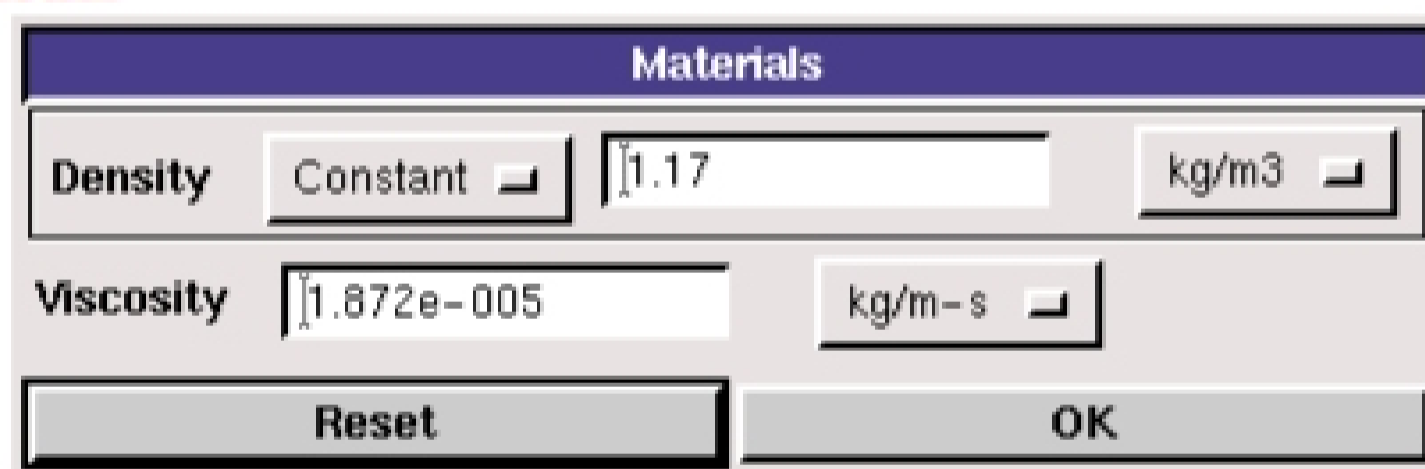 Materials
Density Constant 1.17 kg/m3
Viscosity 1.872e-005 kg/m-s
Reset OK